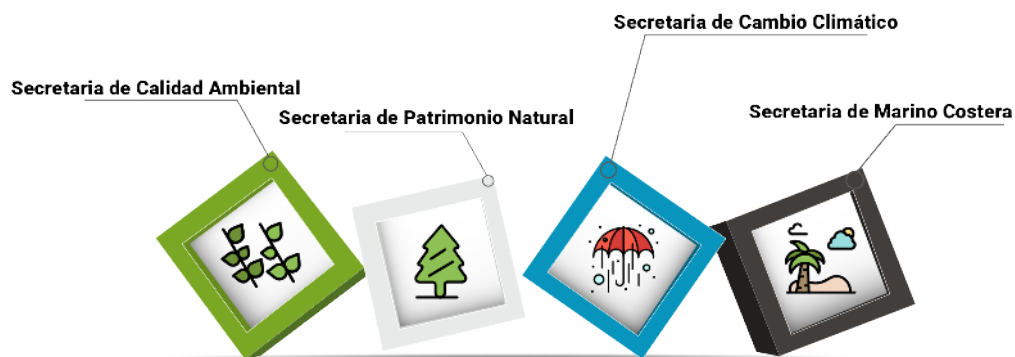 Secretaria de Cambio Climático
Secretaria de Calidad Ambiental
Secretaria de Patrimonio Natural
Secretaria de Marino Costera